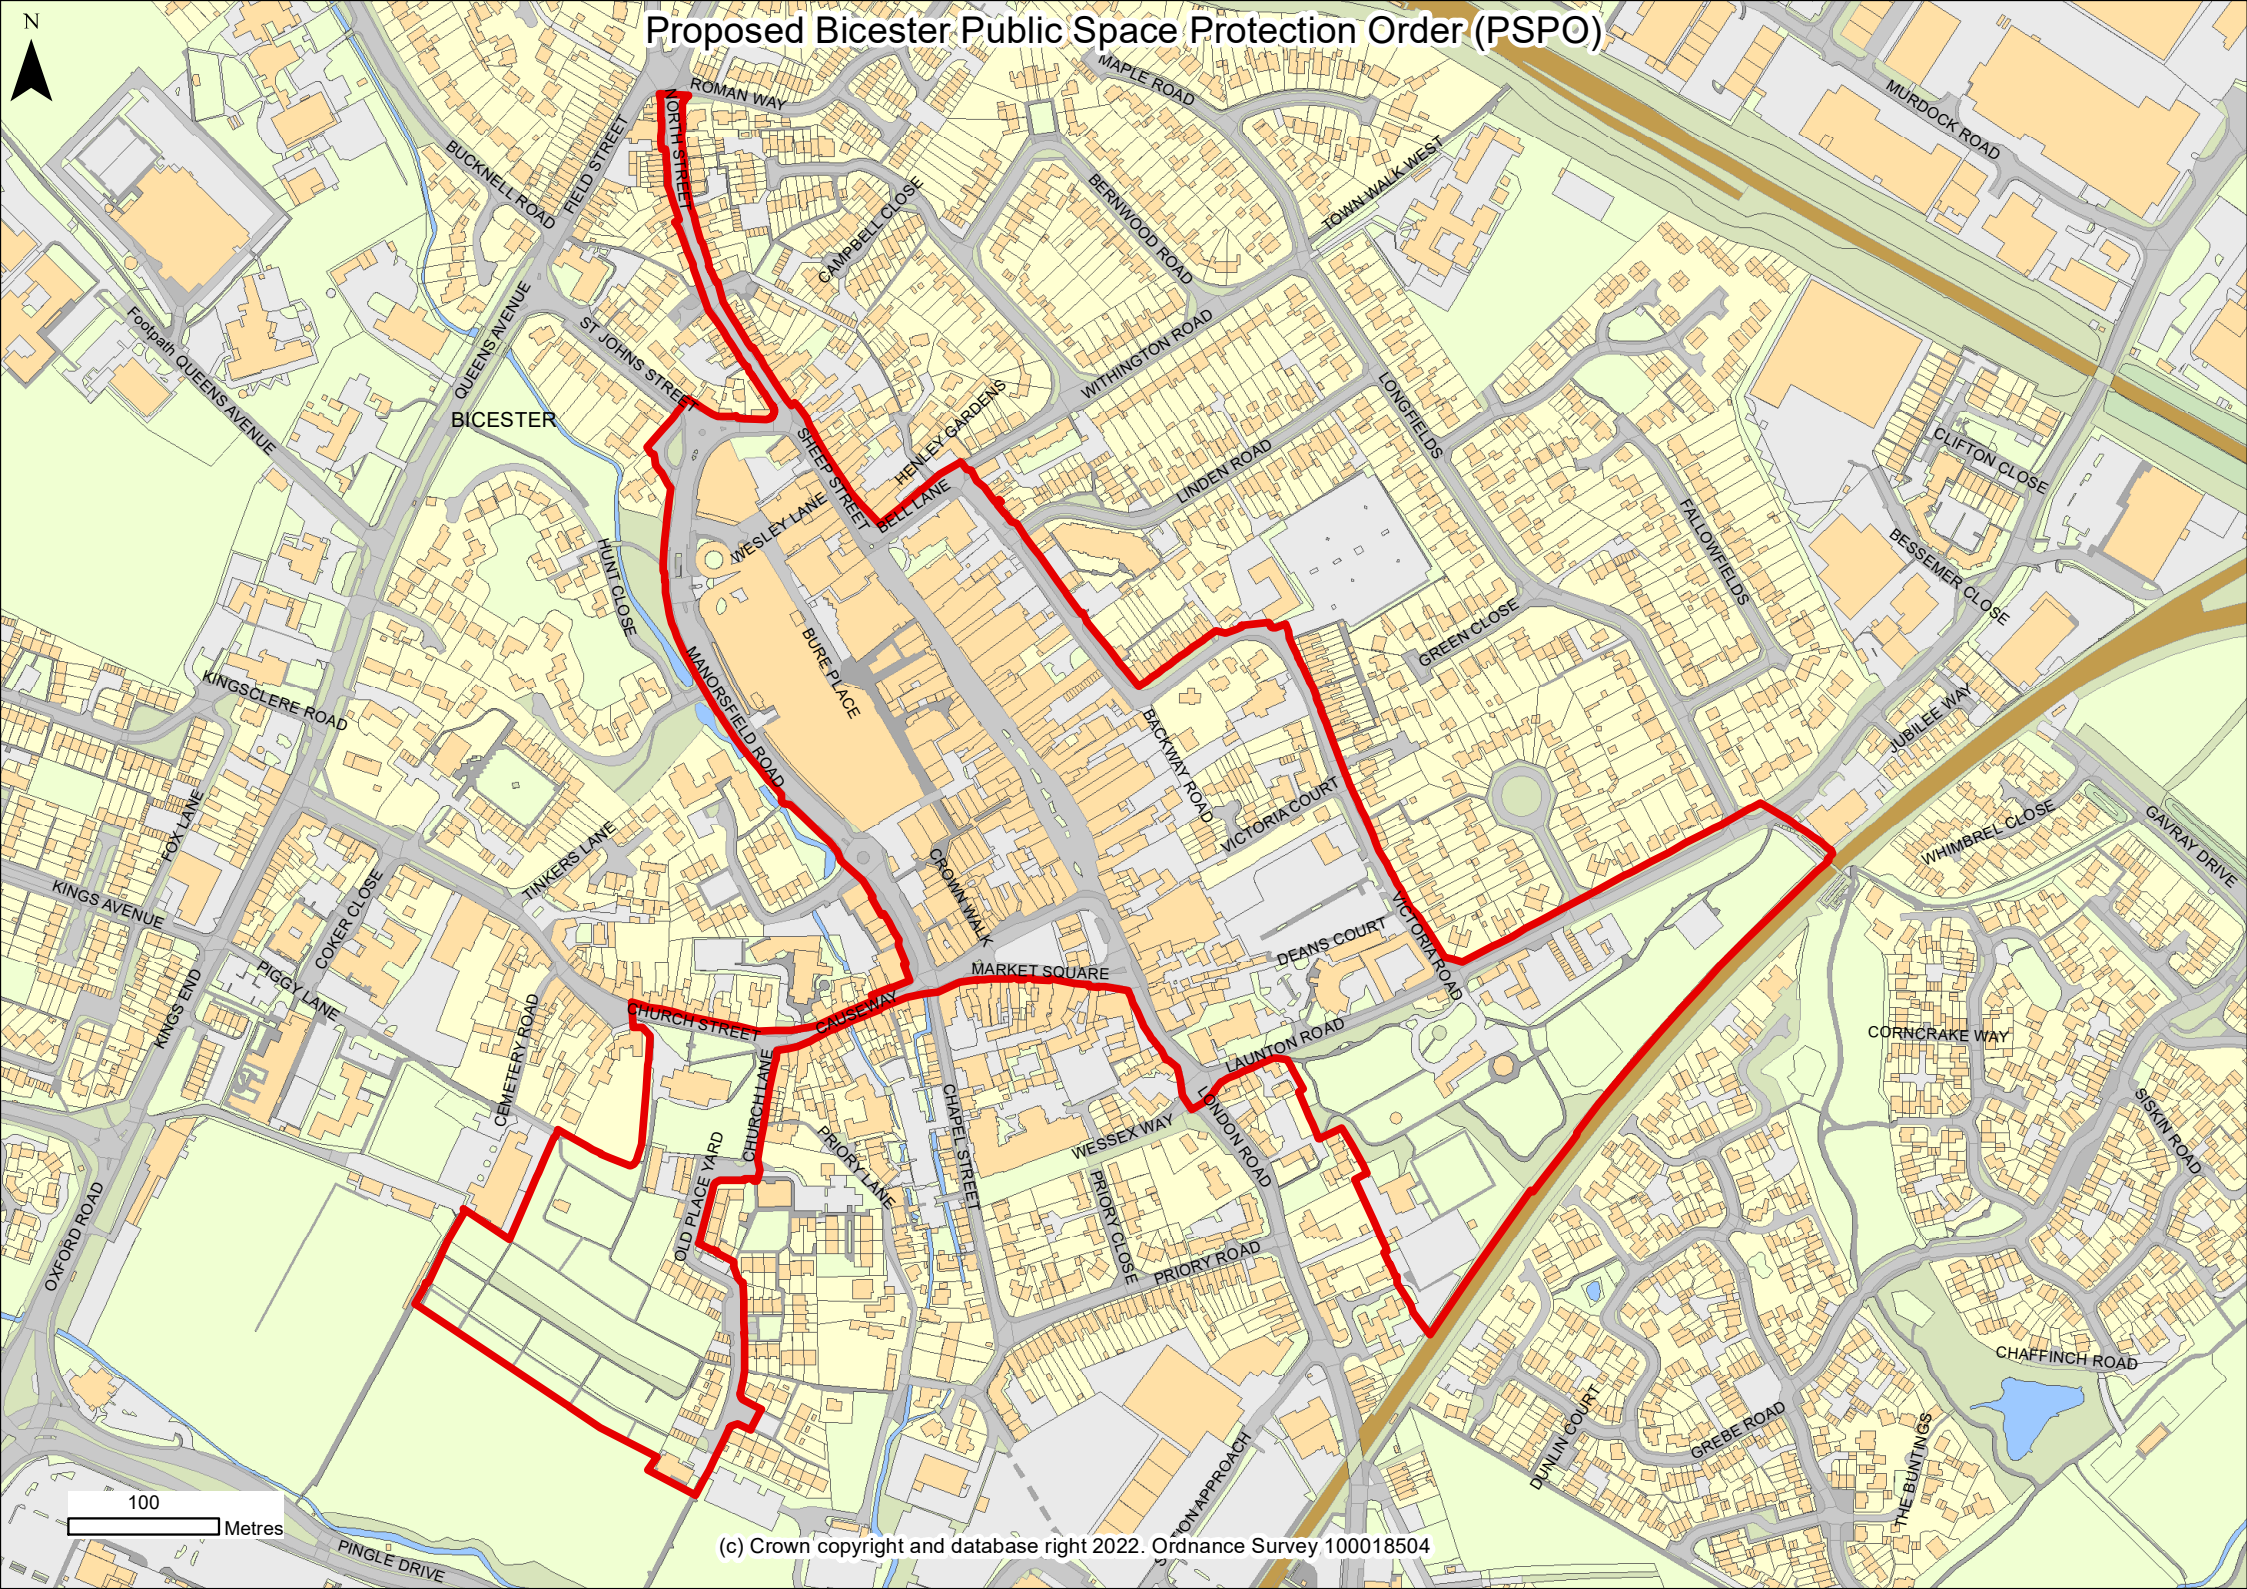 Proposed Bicester Public Space Protection Order (PSPO)
N
ROMAN WAY
MAPLE ROAD
MURDOCK ROAD
NORTH STREET
FIELD STREET
BUCKNELL ROAD
TOWN WALK WEST
BERNWOOD ROAD
CAMPBELL CLOSE
Footpath QUEENS AVENUE
QUEENS AVENUE
ST JOHNS STREET
WITHINGTON ROAD
BICESTER
HENLEY GARDENS
LONGFIELDS
SHEEP STREET
LINDEN ROAD
CLIFTON CLOSE
WESLEY LANE
BELL LANE
FALLOWFIELDS
BESSEMER CLOSE
HUNT CLOSE
GREEN CLOSE
BURE PLACE
KINGSCLERE ROAD
MANORSFIELD ROAD
BACKWAY ROAD
JUBILEE WAY
VICTORIA COURT
FOX LANE
TINKERS LANE
CROWN WALK
WHIMBREL CLOSE
GAVRAY DRIVE
KINGS AVENUE
COKER CLOSE
VICTORIA ROAD
DEANS COURT
PIGGY LANE
MARKET SQUARE
KINGS END
CEMETERY ROAD
CHURCH STREET
CAUSEWAY
LAUNTON ROAD
CORNCRAKE WAY
CHURCH LANE
CHAPEL STREET
LONDON ROAD
WESSEX WAY
SISKIN ROAD
OLD PLACE YARD
PRIORY LANE
PRIORY CLOSE
PRIORY ROAD
OXFORD ROAD
CHAFFINCH ROAD
DUNLIN COURT
GREBE ROAD
THE BUNTINGS
100
Metres
PINGLE DRIVE
(c) Crown copyright and database right 2022. Ordnance Survey 100018504
APPROACH